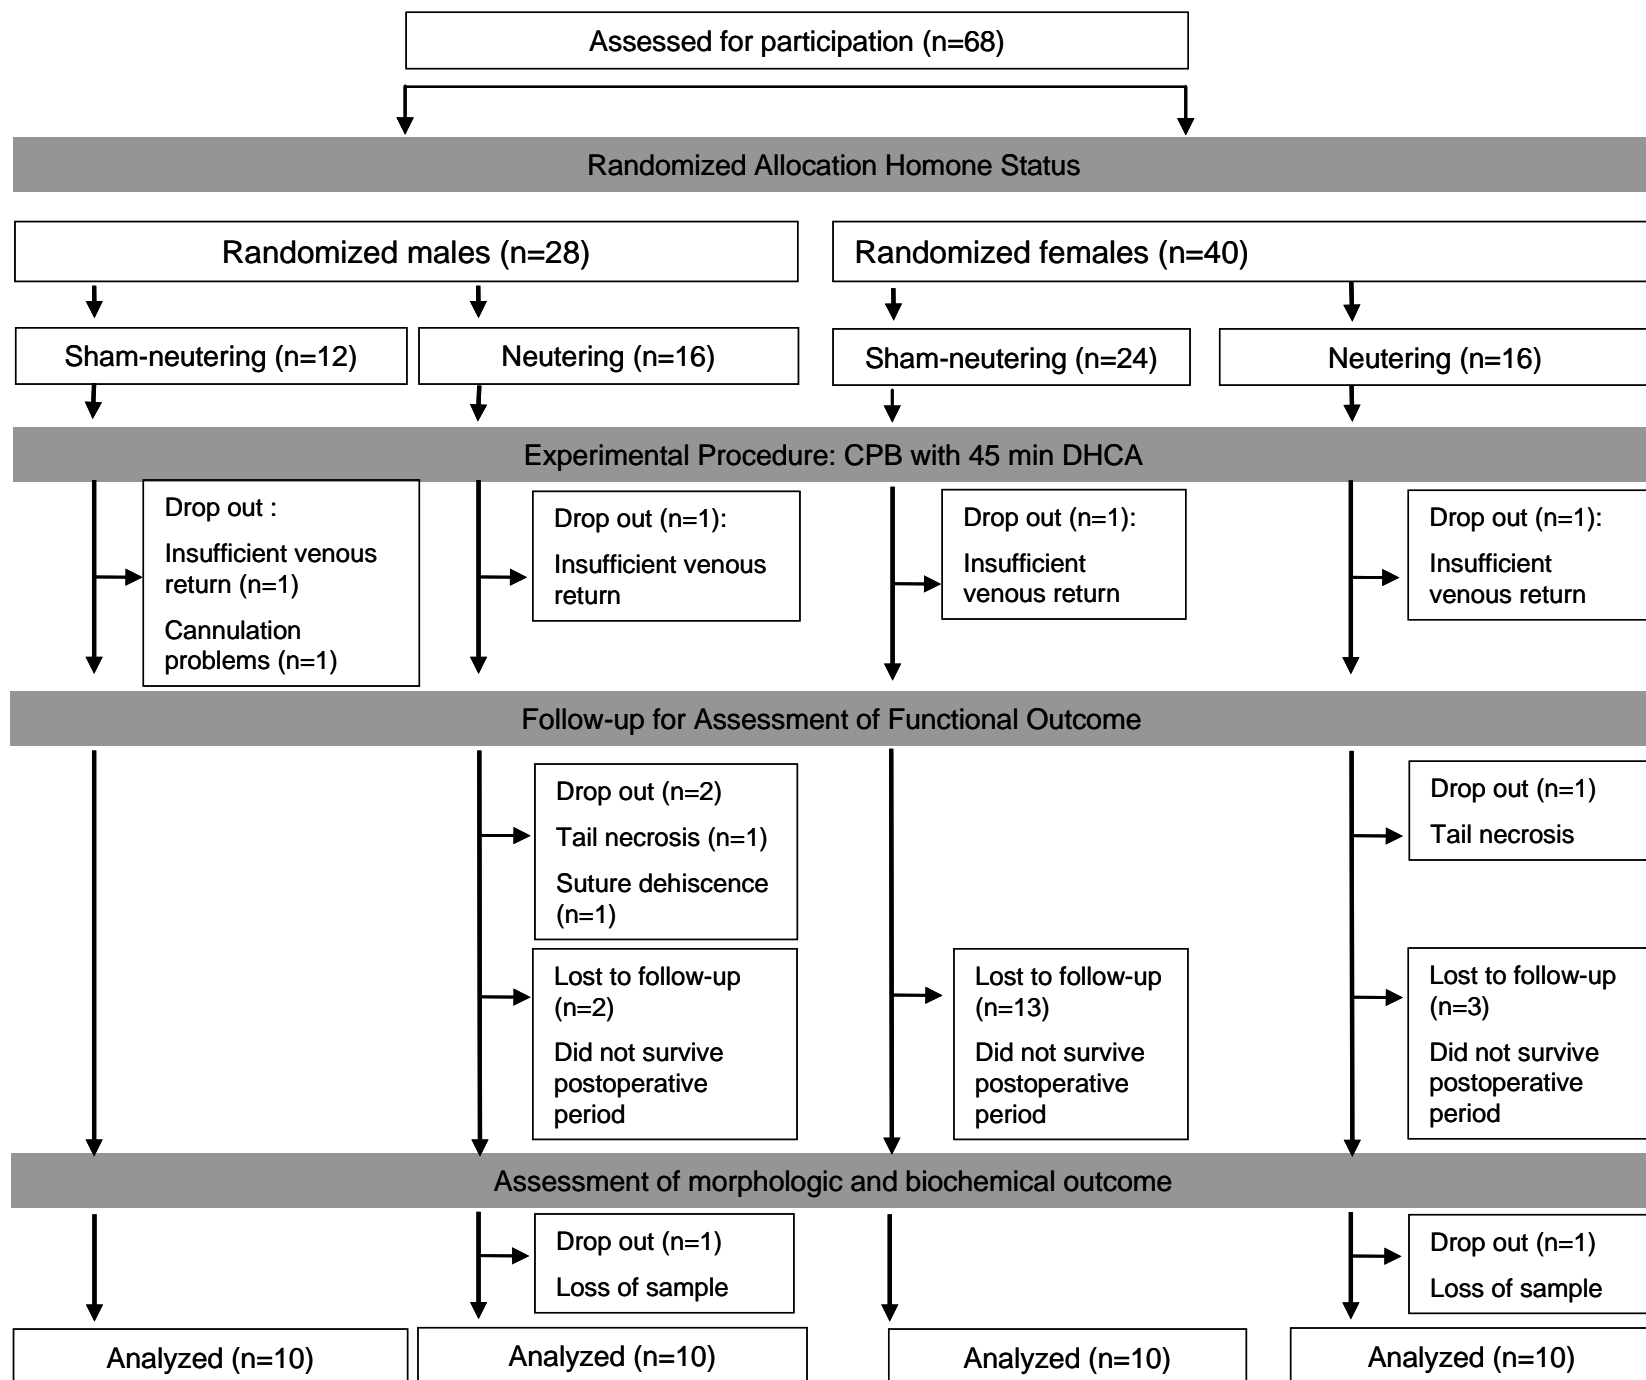 Assessed for participation (n=68)
Randomized Allocation Homone Status
Randomized males (n=28)
Randomized females (n=40)
Sham-neutering (n=12)
Neutering (n=16)
Sham-neutering (n=24)
Neutering (n=16)
Experimental Procedure: CPB with 45 min DHCA
Drop out :
Insufficient venous
return (n=1)
Cannulation
problems (n=1)
Drop out (n=1):
Insufficient venous
return
Drop out (n=1):
Insufficient
venous return
Drop out (n=1):
Insufficient
venous return
Follow-up for Assessment of Functional Outcome
Drop out (n=2)
Tail necrosis (n=1)
Suture dehiscence
(n=1)
Drop out (n=1)
Tail necrosis
Lost to follow-up
(n=2)
Did not survive
postoperative
period
Lost to follow-up
(n=13)
Did not survive
postoperative
period
Lost to follow-up
(n=3)
Did not survive
postoperative
period
Assessment of morphologic and biochemical outcome
Drop out (n=1)
Loss of sample
Drop out (n=1)
Loss of sample
Analyzed (n=10)
Analyzed (n=10)
Analyzed (n=10)
Analyzed (n=10)